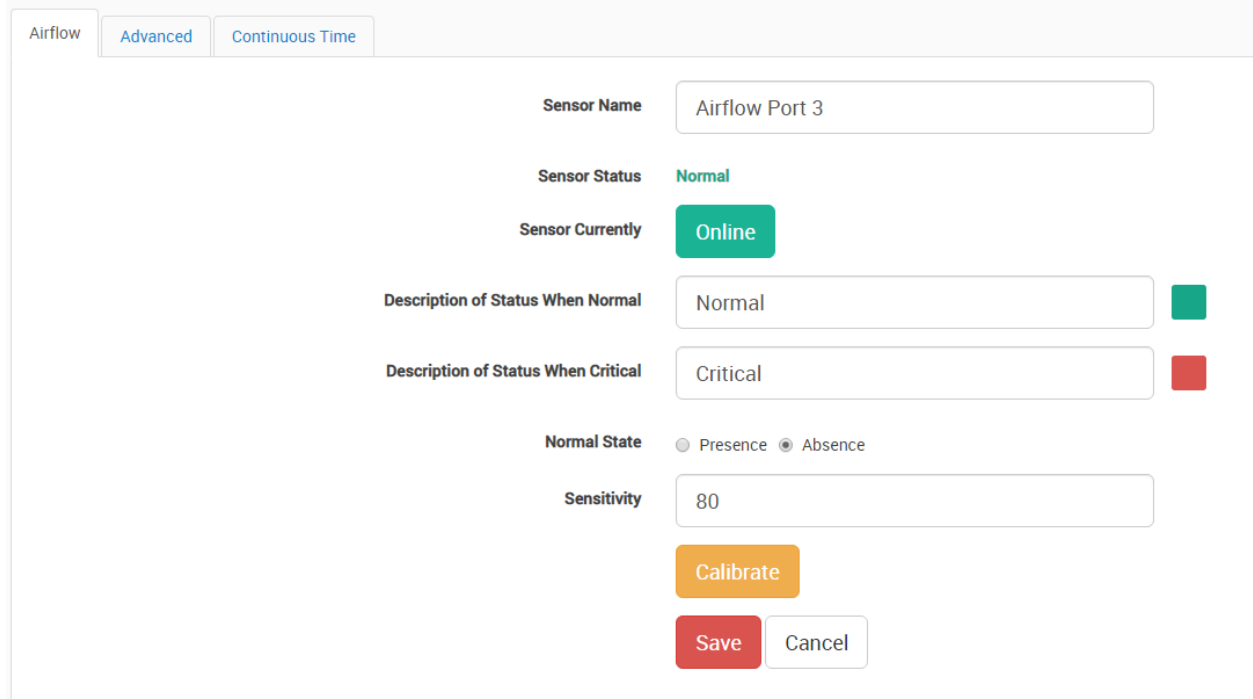 Airflow Advanced Continuous Time
Sensor Name Airflow Port 3
Sensor Status Normal
Sensor Currently Online
Description of Status When Normal Normal
Description of Status When Critical Critical
Normal State Presence Absence
Sensitivity 80
Calibrate
Save Cancel